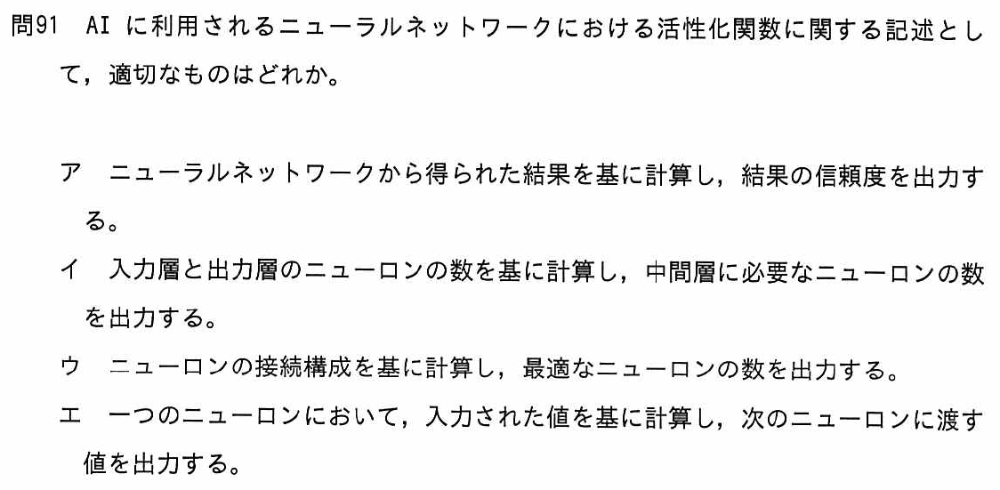 問91 AI に利用されるニューラルネットワークにおける活性化関数に関する記述とし
て，適切なものはどれか。
ア ニューラルネットワークから得られた結果を基に計算し，結果の信頼度を出力す
る。
イ 入力層と出力層のニューロンの数を基に計算し，中間層に必要なニューロンの数
を出力する。
ウ ニューロンの接続構成を基に計算し，最適なニューロンの数を出力する。
エ 一つのニューロンにおいて，入力された値を基に計算し，次のニューロンに渡す
値を出力する。